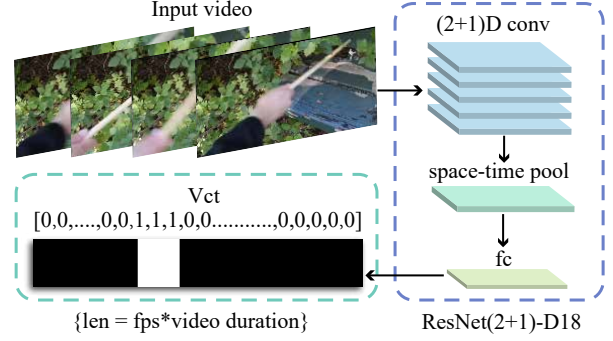 Input video
(2+1)D conv
space-time pool
fc
ResNet(2+1)-D18
Vct
[0,0,....,0,0,1,1,1,0,0...........,0,0,0,0,0]
{len = fps*video duration}